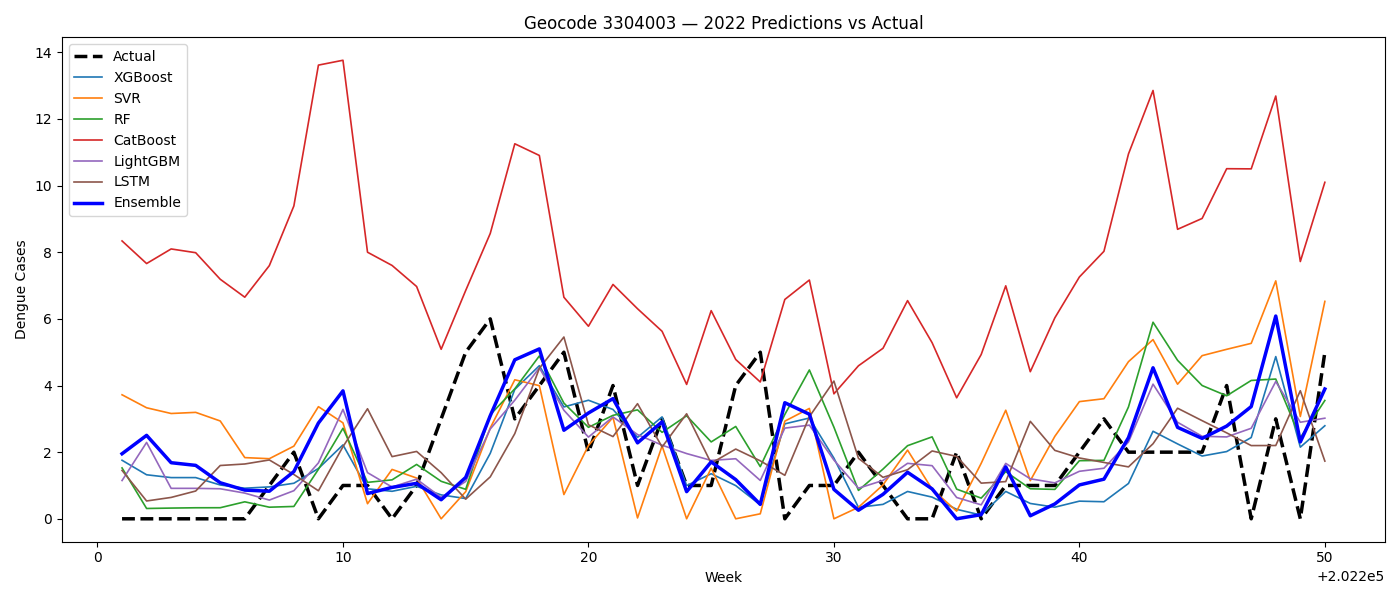 Geocode 3304003 — 2022 Predictions vs Actual
Actual
XGBoost
SVR
RF
CatBoost
LightGBM
LSTM
Ensemble
Dengue Cases
14
12
10
8
6
4
2
0
0 10 20 30 40 50
Week
+2.022e5